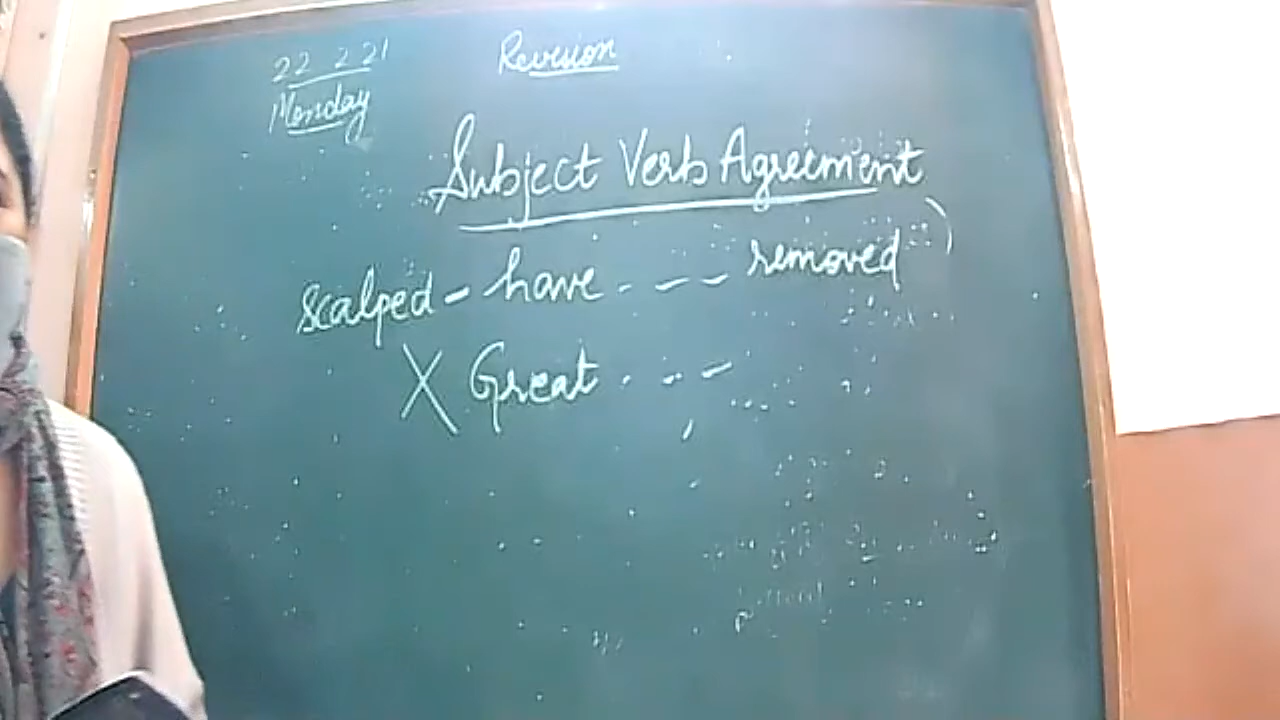 22 2 21
Monday
Revision
Subject Verb Agreement
scalped - have . _ _ _ removed
X Great . _ _ _